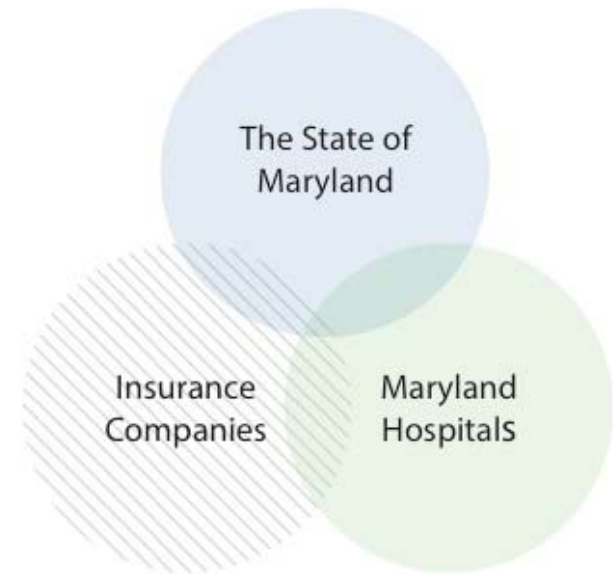 The State of
Maryland
Insurance
Companies
Maryland
Hospitals